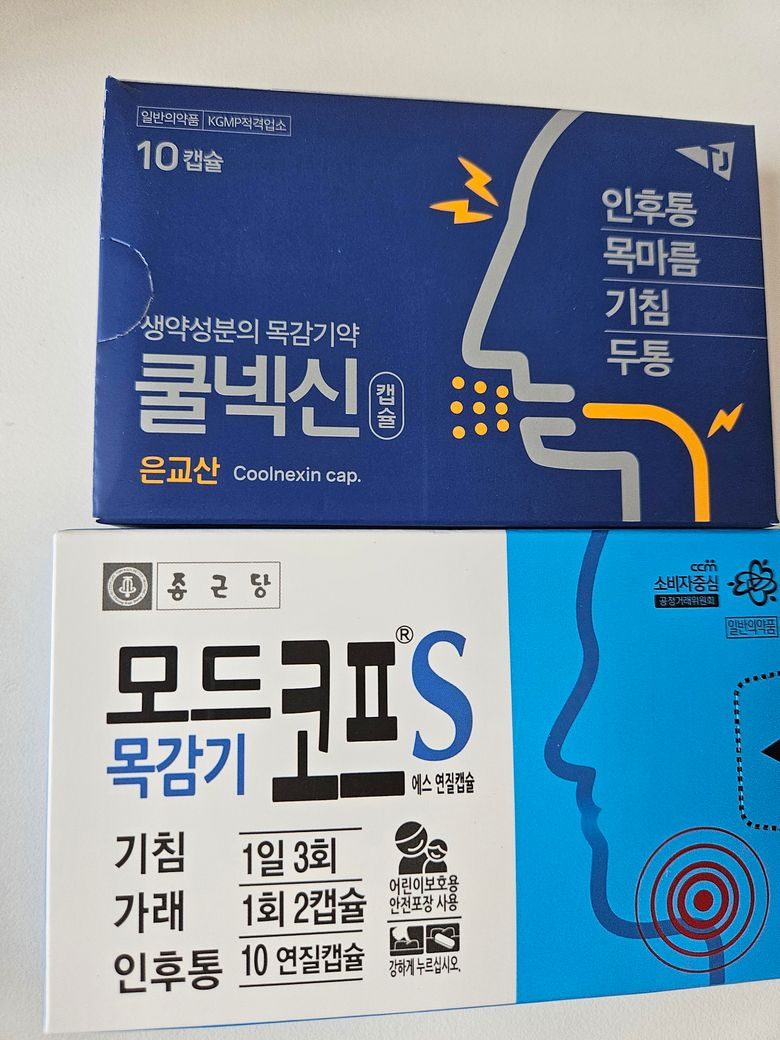 일반의약품 KGMP적격업소
10 캡슐
TJ
인후통
목마름
기침
두통
생약성분의 목감기약
쿨넥신 캡슐
은교산 Coolnexin cap.
종근당
ccm
소비자중심
공정거래위원회
일반의약품
모드코프® S
목감기
에스 연질캡슐
기침 1일 3회
가래 1회 2캡슐
인후통 10 연질캡슐
어린이보호용
안전포장 사용
강하게 누르십시오.